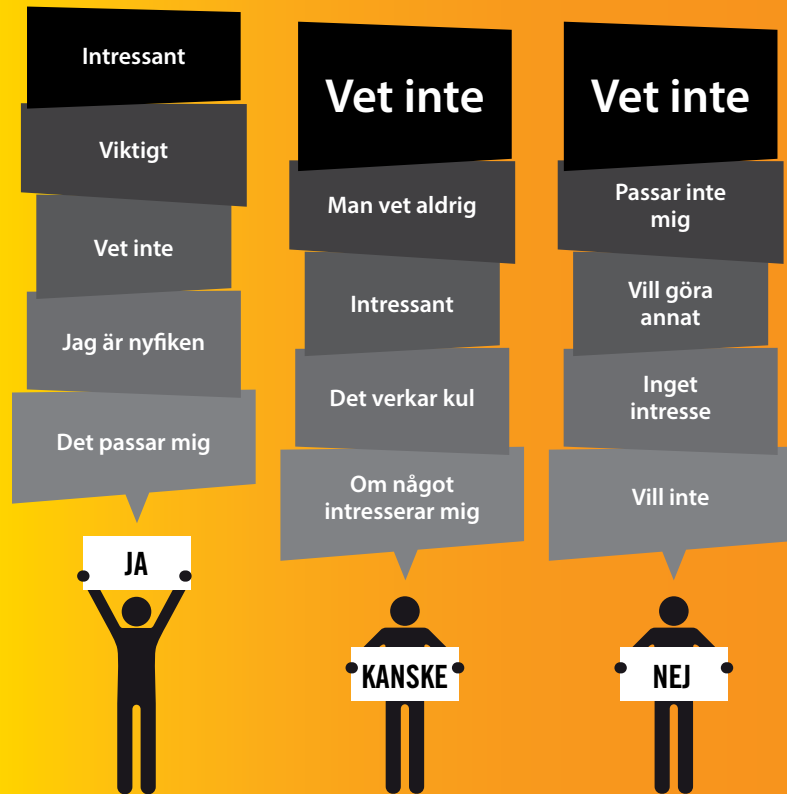 Intressant
Viktigt
Vet inte
Jag är nyfiken
Det passar mig
JA
Vet inte
Man vet aldrig
Intressant
Det verkar kul
Om något
intresserar mig
KANSKE
Vet inte
Passar inte
mig
Vill göra
annat
Inget
intresse
Vill inte
NEJ